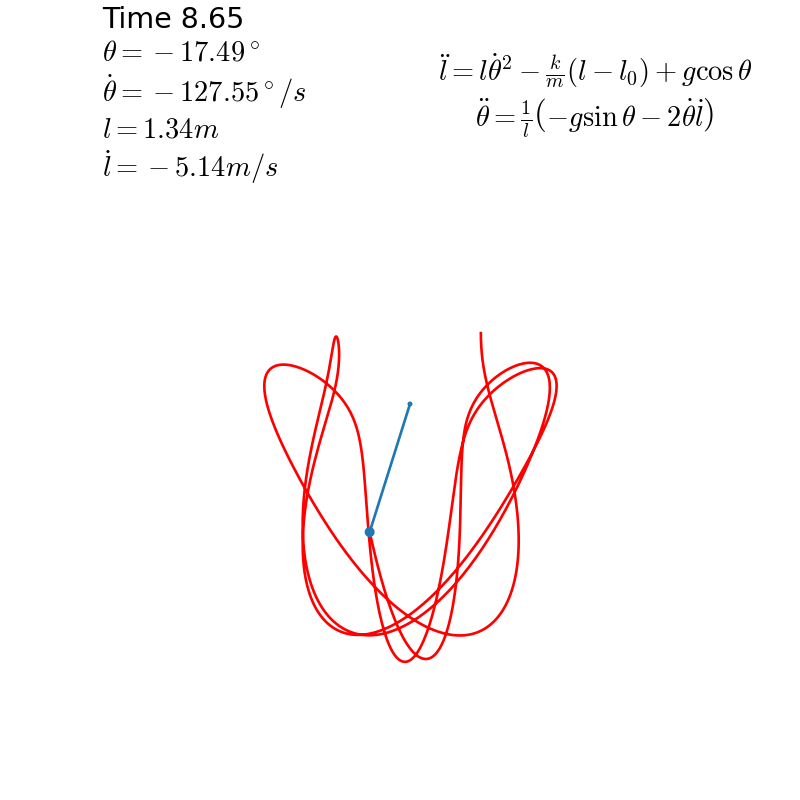 Time 8.65
θ = −17.49°
θ̇ = −127.55°/s
l = 1.34m
l̇ = −5.14m/s
l̈ = lθ̇² − k/m(l − l₀) + g cos θ
θ̈ = 1/l(−g sin θ − 2θ̇l̇)